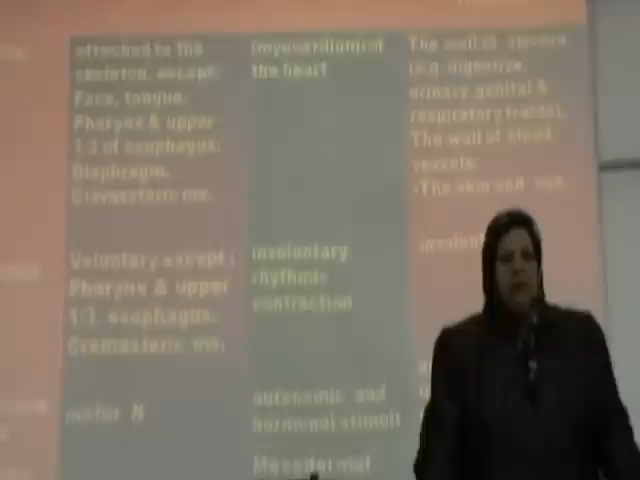 attached to the
skeleton except:
Face, tongue.
Pharynx & upper
1/3 of esophagus.
Diaphragm.
Cremasteric ms.
(myocardium) of
the heart
The wall of viscera
(e.g. digestive,
urinary, genital &
respiratory tracts).
The wall of blood
vessels.
The skin and
Voluntary except:
Pharynx & upper
1/3 esophagus.
Cremasteric ms.
involuntary
rhythmic
contraction
motor N
autonomic and
hormonal stimuli
Mesodermal